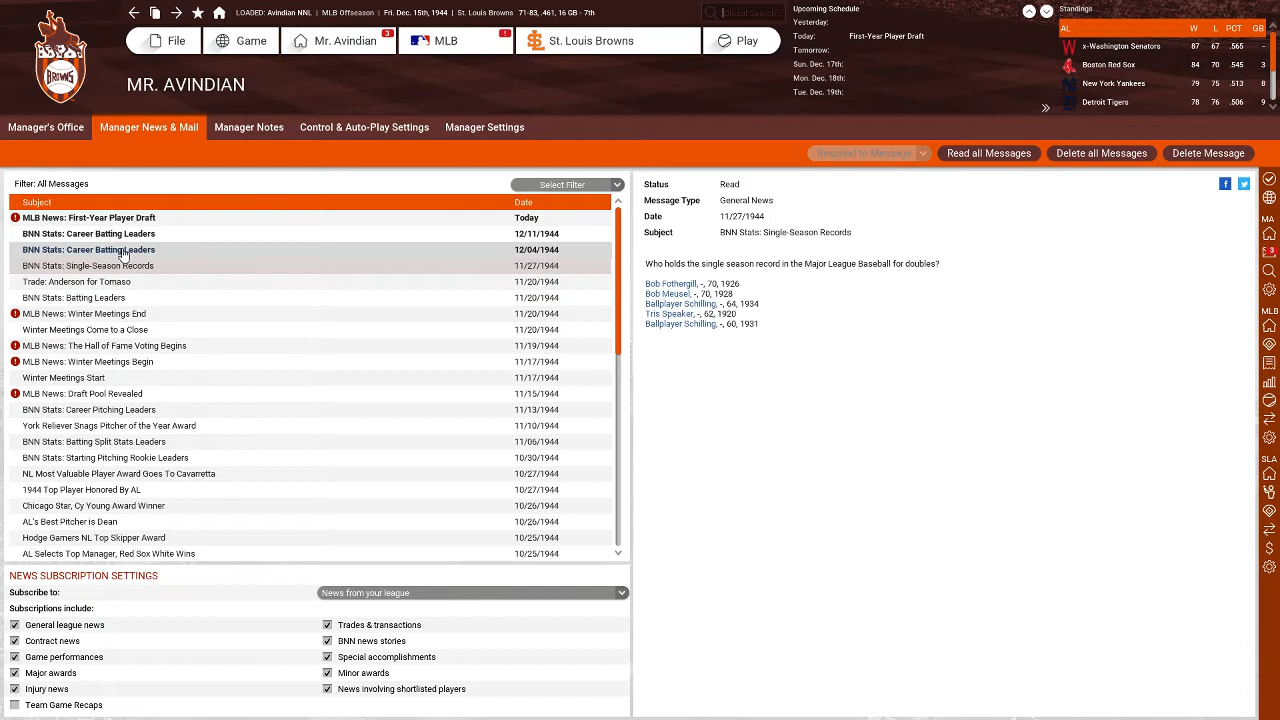 LOADED: Avindian NNL | MLB Offseason | Fri. Dec. 15th, 1944 | St. Louis Browns 71-83, .461, 16 GB - 7th
Global Search...
File
Game
Mr. Avindian 3
MLB !
St. Louis Browns
Play
BROWNS
MR. AVINDIAN
Upcoming Schedule
Yesterday:
Today: First-Year Player Draft
Tomorrow:
Sun. Dec. 17th:
Mon. Dec. 18th:
Tue. Dec. 19th:
Standings
AL W L PCT GB
x-Washington Senators 87 67 .565 -
Boston Red Sox 84 70 .545 3
New York Yankees 79 75 .513 8
Detroit Tigers 78 76 .506 9
Manager's Office
Manager News & Mail
Manager Notes
Control & Auto-Play Settings
Manager Settings
Respond to Message
Read all Messages
Delete all Messages
Delete Message
Filter: All Messages
Select Filter
Subject Date
MLB News: First-Year Player Draft Today
BNN Stats: Career Batting Leaders 12/11/1944
BNN Stats: Career Batting Leaders 12/04/1944
BNN Stats: Single-Season Records 11/27/1944
Trade: Anderson for Tomaso 11/20/1944
BNN Stats: Batting Leaders 11/20/1944
MLB News: Winter Meetings End 11/20/1944
Winter Meetings Come to a Close 11/20/1944
MLB News: The Hall of Fame Voting Begins 11/19/1944
MLB News: Winter Meetings Begin 11/17/1944
Winter Meetings Start 11/17/1944
MLB News: Draft Pool Revealed 11/15/1944
BNN Stats: Career Pitching Leaders 11/13/1944
York Reliever Snags Pitcher of the Year Award 11/10/1944
BNN Stats: Batting Split Stats Leaders 11/06/1944
BNN Stats: Starting Pitching Rookie Leaders 10/30/1944
NL Most Valuable Player Award Goes To Cavarretta 10/27/1944
1944 Top Player Honored By AL 10/27/1944
Chicago Star, Cy Young Award Winner 10/26/1944
AL's Best Pitcher is Dean 10/26/1944
Hodge Garners NL Top Skipper Award 10/25/1944
AL Selects Top Manager, Red Sox White Wins 10/25/1944
Status Read
Message Type General News
Date 11/27/1944
Subject BNN Stats: Single-Season Records
Who holds the single season record in the Major League Baseball for doubles?
Bob Fothergill, -, 70, 1926
Bob Meusel, -, 70, 1928
Ballplayer Schilling, -, 64, 1934
Tris Speaker, -, 62, 1920
Ballplayer Schilling, -, 60, 1931
NEWS SUBSCRIPTION SETTINGS
Subscribe to: News from your league
Subscriptions include:
General league news Trades & transactions
Contract news BNN news stories
Game performances Special accomplishments
Major awards Minor awards
Injury news News involving shortlisted players
Team Game Recaps
MA
3
MLB
SLA